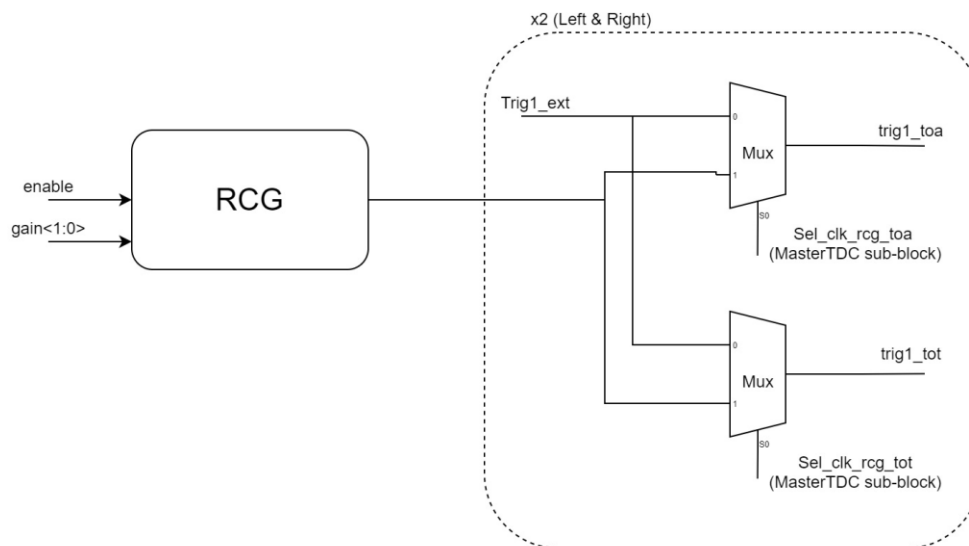 x2 (Left & Right)
Trig1_ext
0
Mux
1
trig1_toa
S0
Sel_clk_rcg_toa
(MasterTDC sub-block)
enable
gain<1:0>
RCG
0
Mux
1
trig1_tot
S0
Sel_clk_rcg_tot
(MasterTDC sub-block)